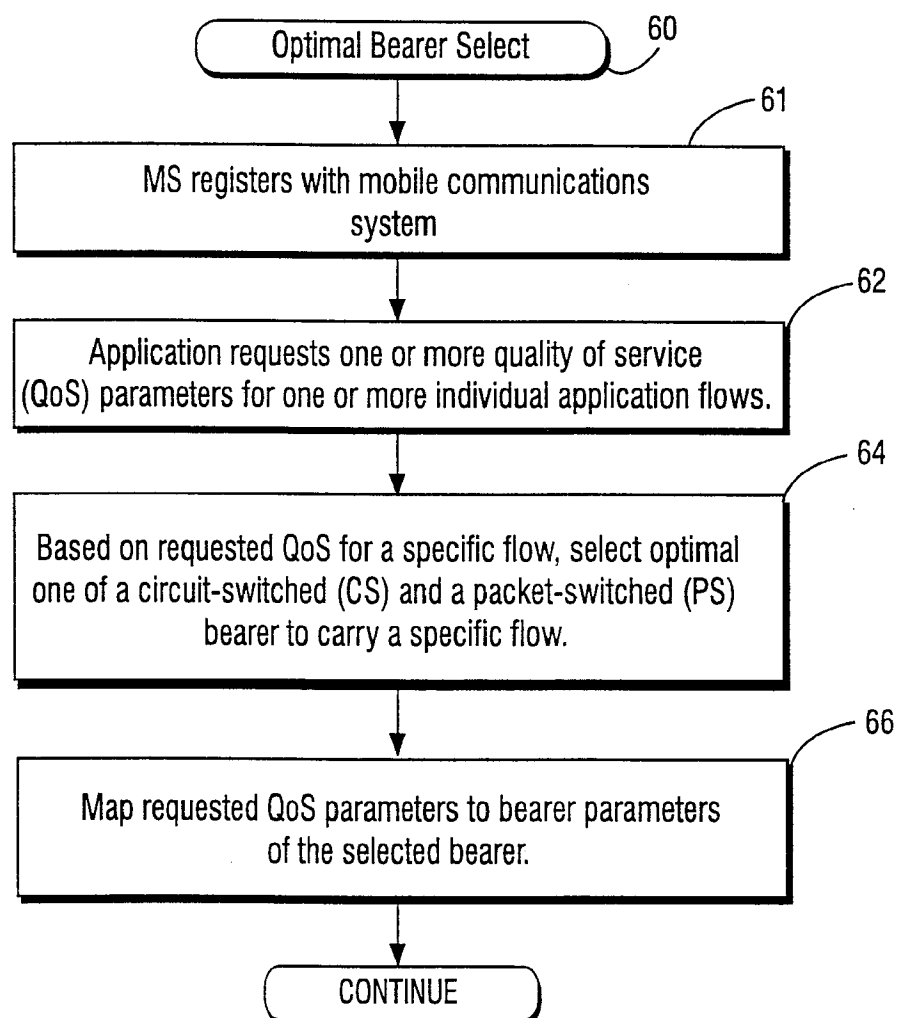 Optimal Bearer Select
60
61
MS registers with mobile communications
system
62
Application requests one or more quality of service
(QoS) parameters for one or more individual application flows.
64
Based on requested QoS for a specific flow, select optimal
one of a circuit-switched (CS) and a packet-switched (PS)
bearer to carry a specific flow.
66
Map requested QoS parameters to bearer parameters
of the selected bearer.
CONTINUE